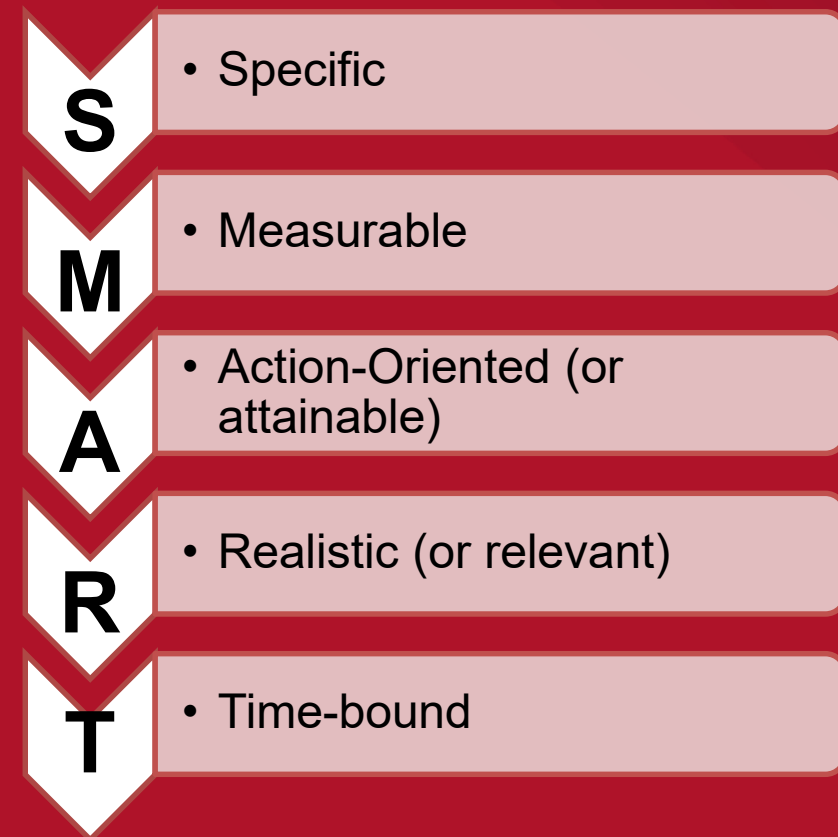 S
• Specific
M
• Measurable
A
• Action-Oriented (or
attainable)
R
• Realistic (or relevant)
T
• Time-bound